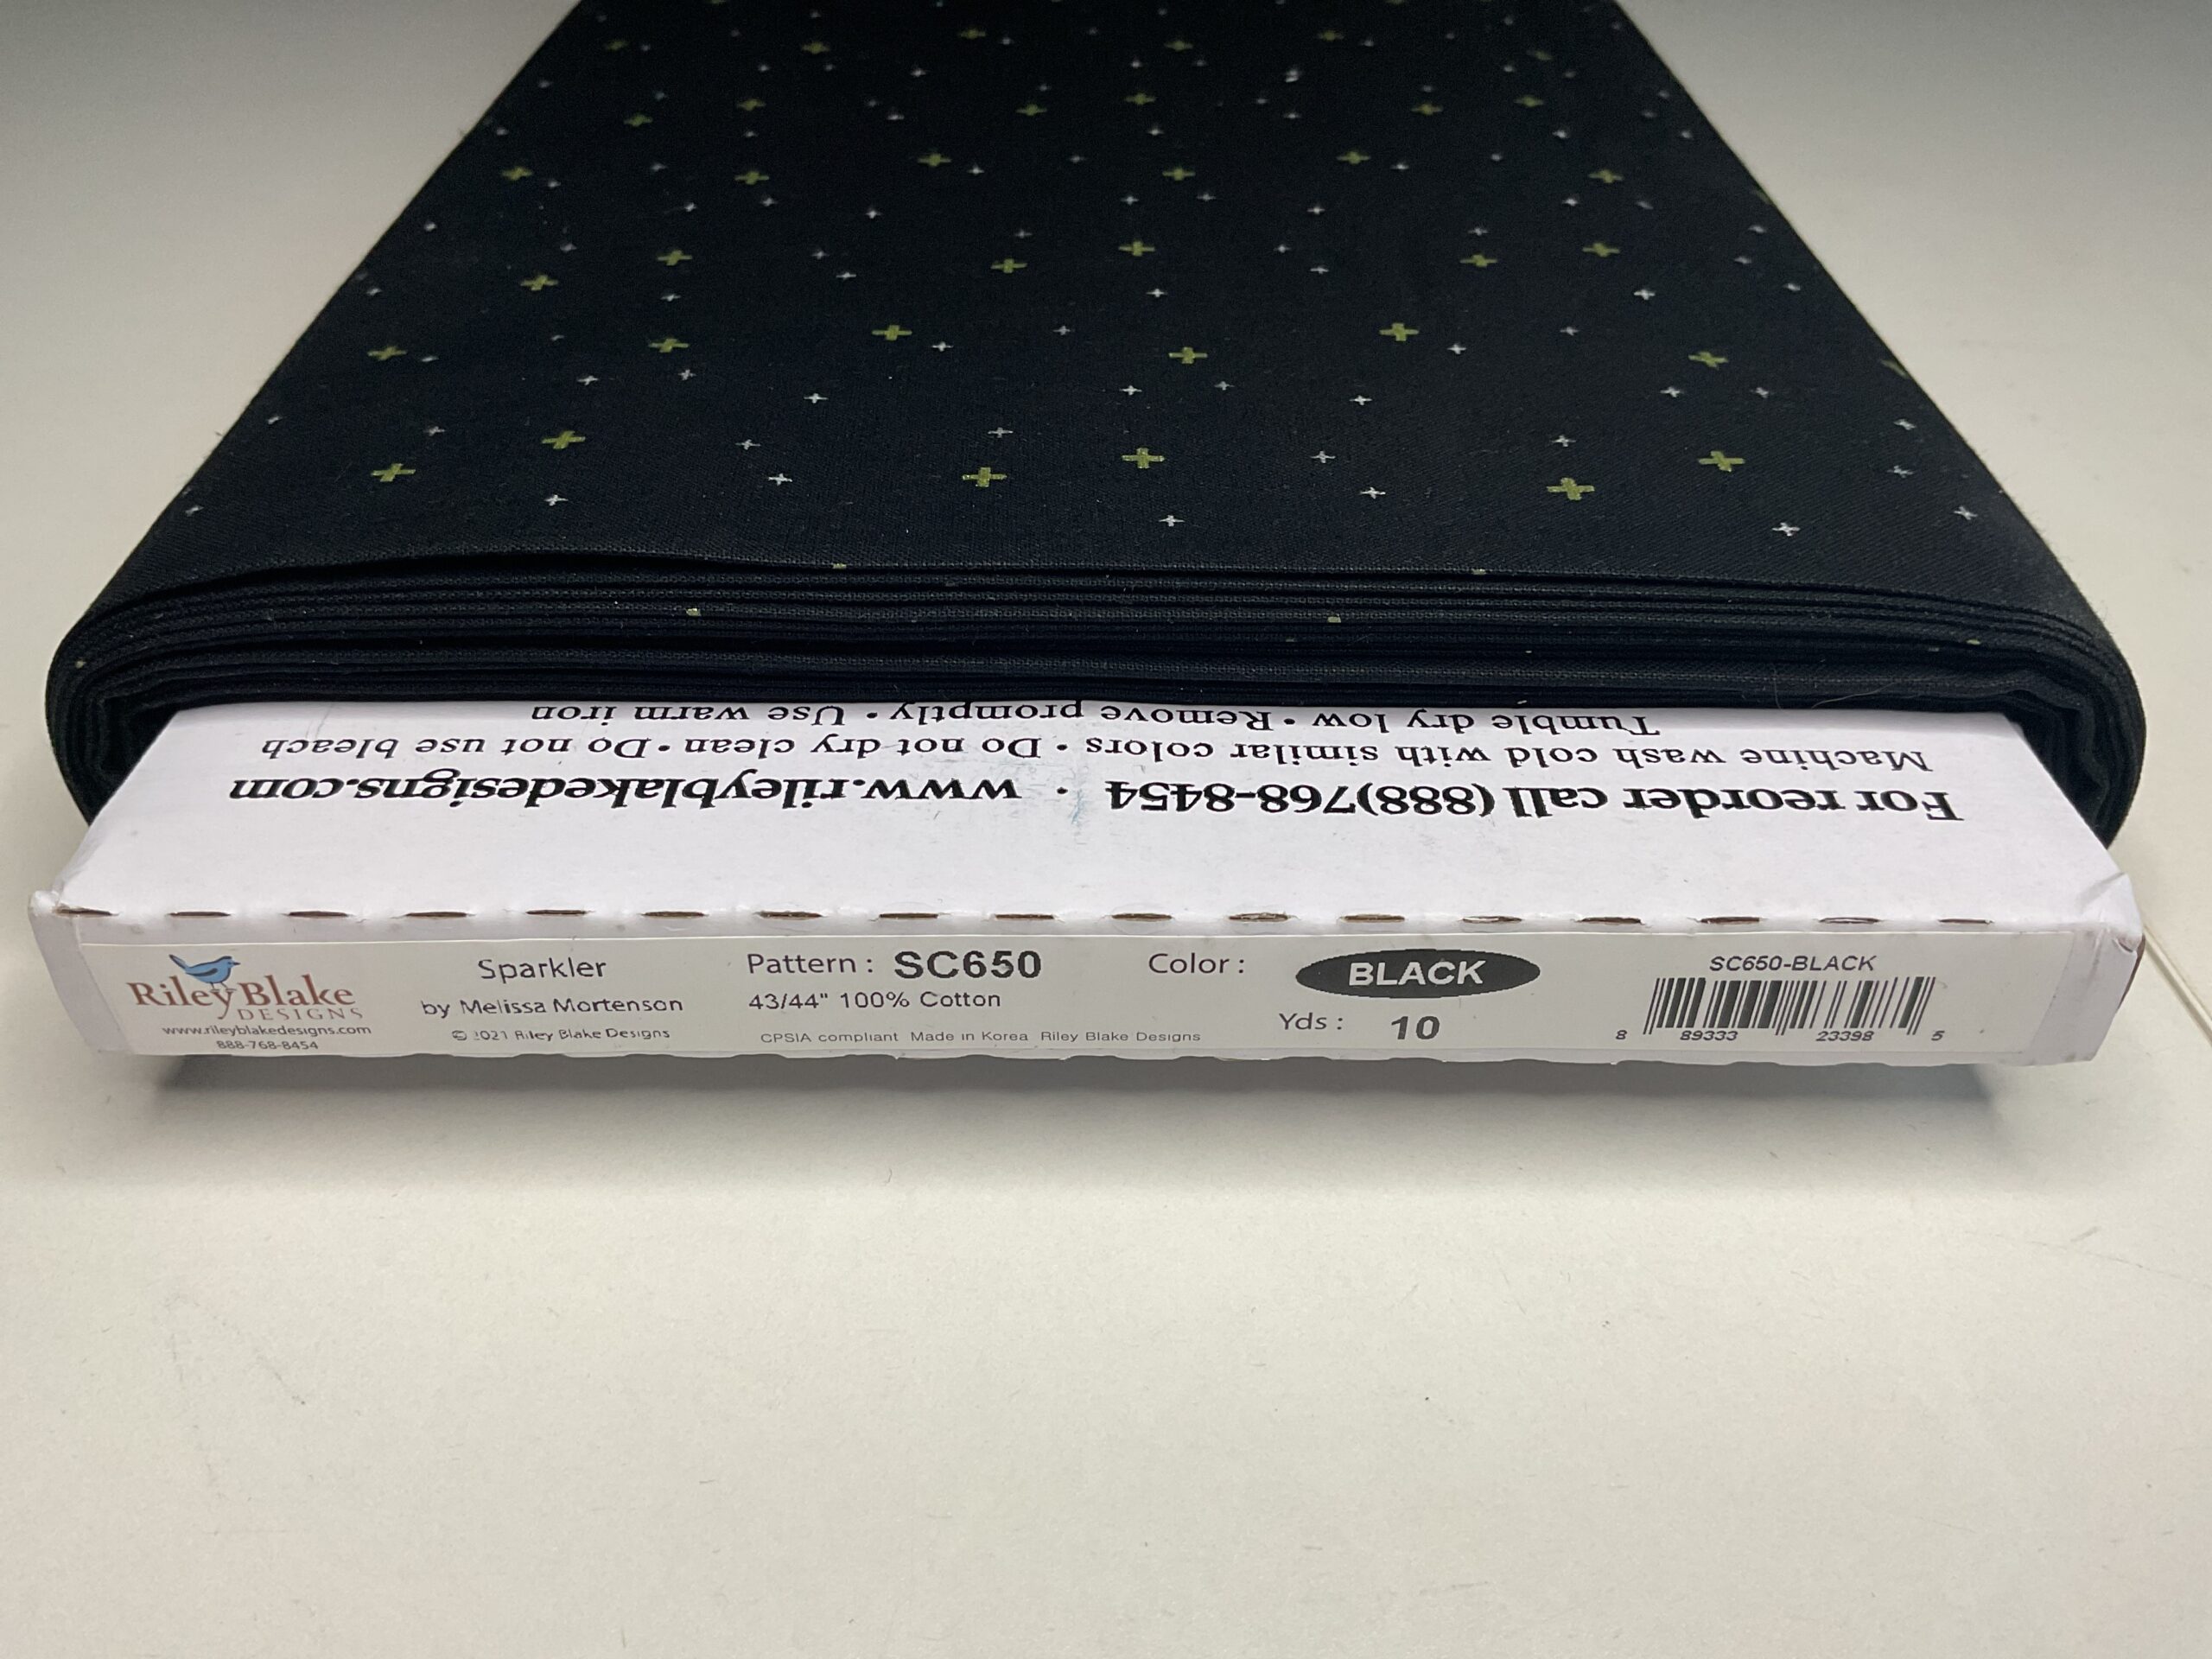 Tumble dry low • Remove promptly • Use warm iron
Machine wash cold with similar colors • Do not dry clean • Do not use bleach
For reorder call (888)768-8454 • www.rileyblakedesigns.com
Riley Blake
DESIGNS
www.rileyblakedesigns.com
888-768-8454
Sparkler
by Melissa Mortenson
© 2021 Riley Blake Designs
Pattern : SC650
43/44" 100% Cotton
CPSIA compliant Made in Korea Riley Blake Designs
Color : BLACK
Yds : 10
SC650-BLACK
8 89333 23398 5